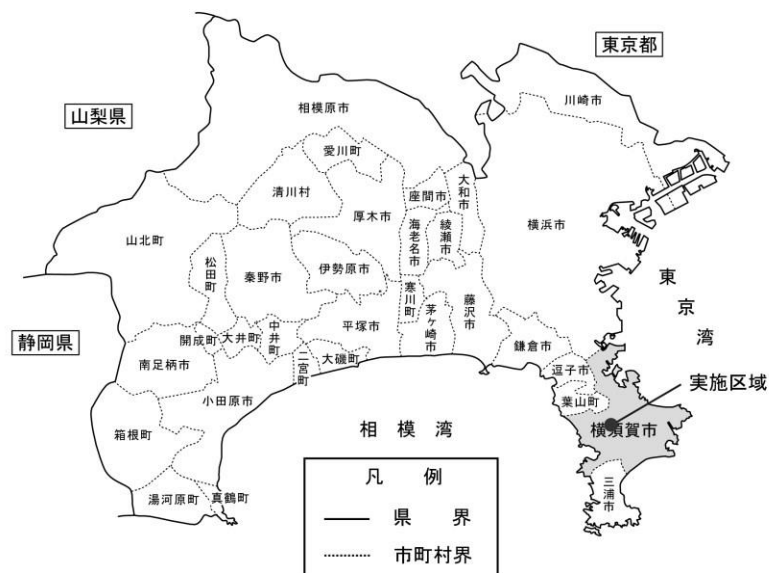 東京都
川崎市
山梨県
相模原市
愛川町
清川村
厚木市
座間市
大和市
海老名市
綾瀬市
横浜市
山北町
松田町
秦野市
伊勢原市
寒川町
茅ヶ崎市
藤沢市
東京湾
静岡県
開成町
大井町
中井町
平塚市
鎌倉市
南足柄市
二宮町
大磯町
逗子市
実施区域
小田原市
葉山町
箱根町
相模湾
横須賀市
湯河原町
真鶴町
三浦市
凡 例
県 界
市町村界